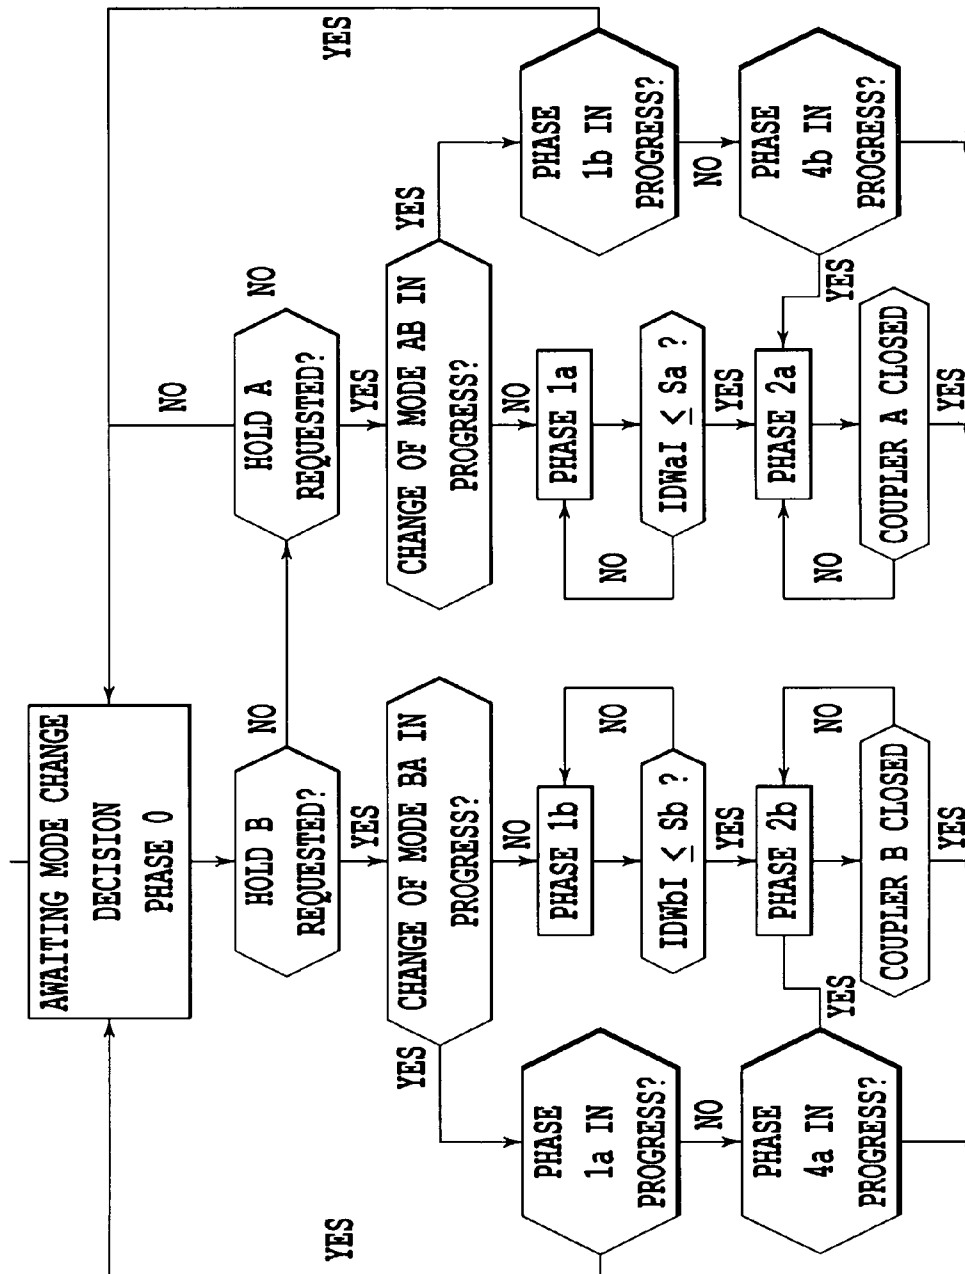 AWAITING MODE CHANGE
DECISION
PHASE 0
HOLD B
REQUESTED?
NO
YES
HOLD A
REQUESTED?
NO
NO
YES
CHANGE OF MODE BA IN
PROGRESS?
YES
NO
CHANGE OF MODE AB IN
PROGRESS?
YES
NO
PHASE
1a IN
PROGRESS?
YES
NO
PHASE 1b
IDWbI ≤ Sb ?
NO
YES
PHASE 1a
IDWaI ≤ Sa ?
NO
YES
PHASE
1b IN
PROGRESS?
YES
NO
PHASE
4a IN
PROGRESS?
YES
PHASE 2b
COUPLER B CLOSED
NO
YES
PHASE 2a
COUPLER A CLOSED
NO
YES
PHASE
4b IN
PROGRESS?
YES